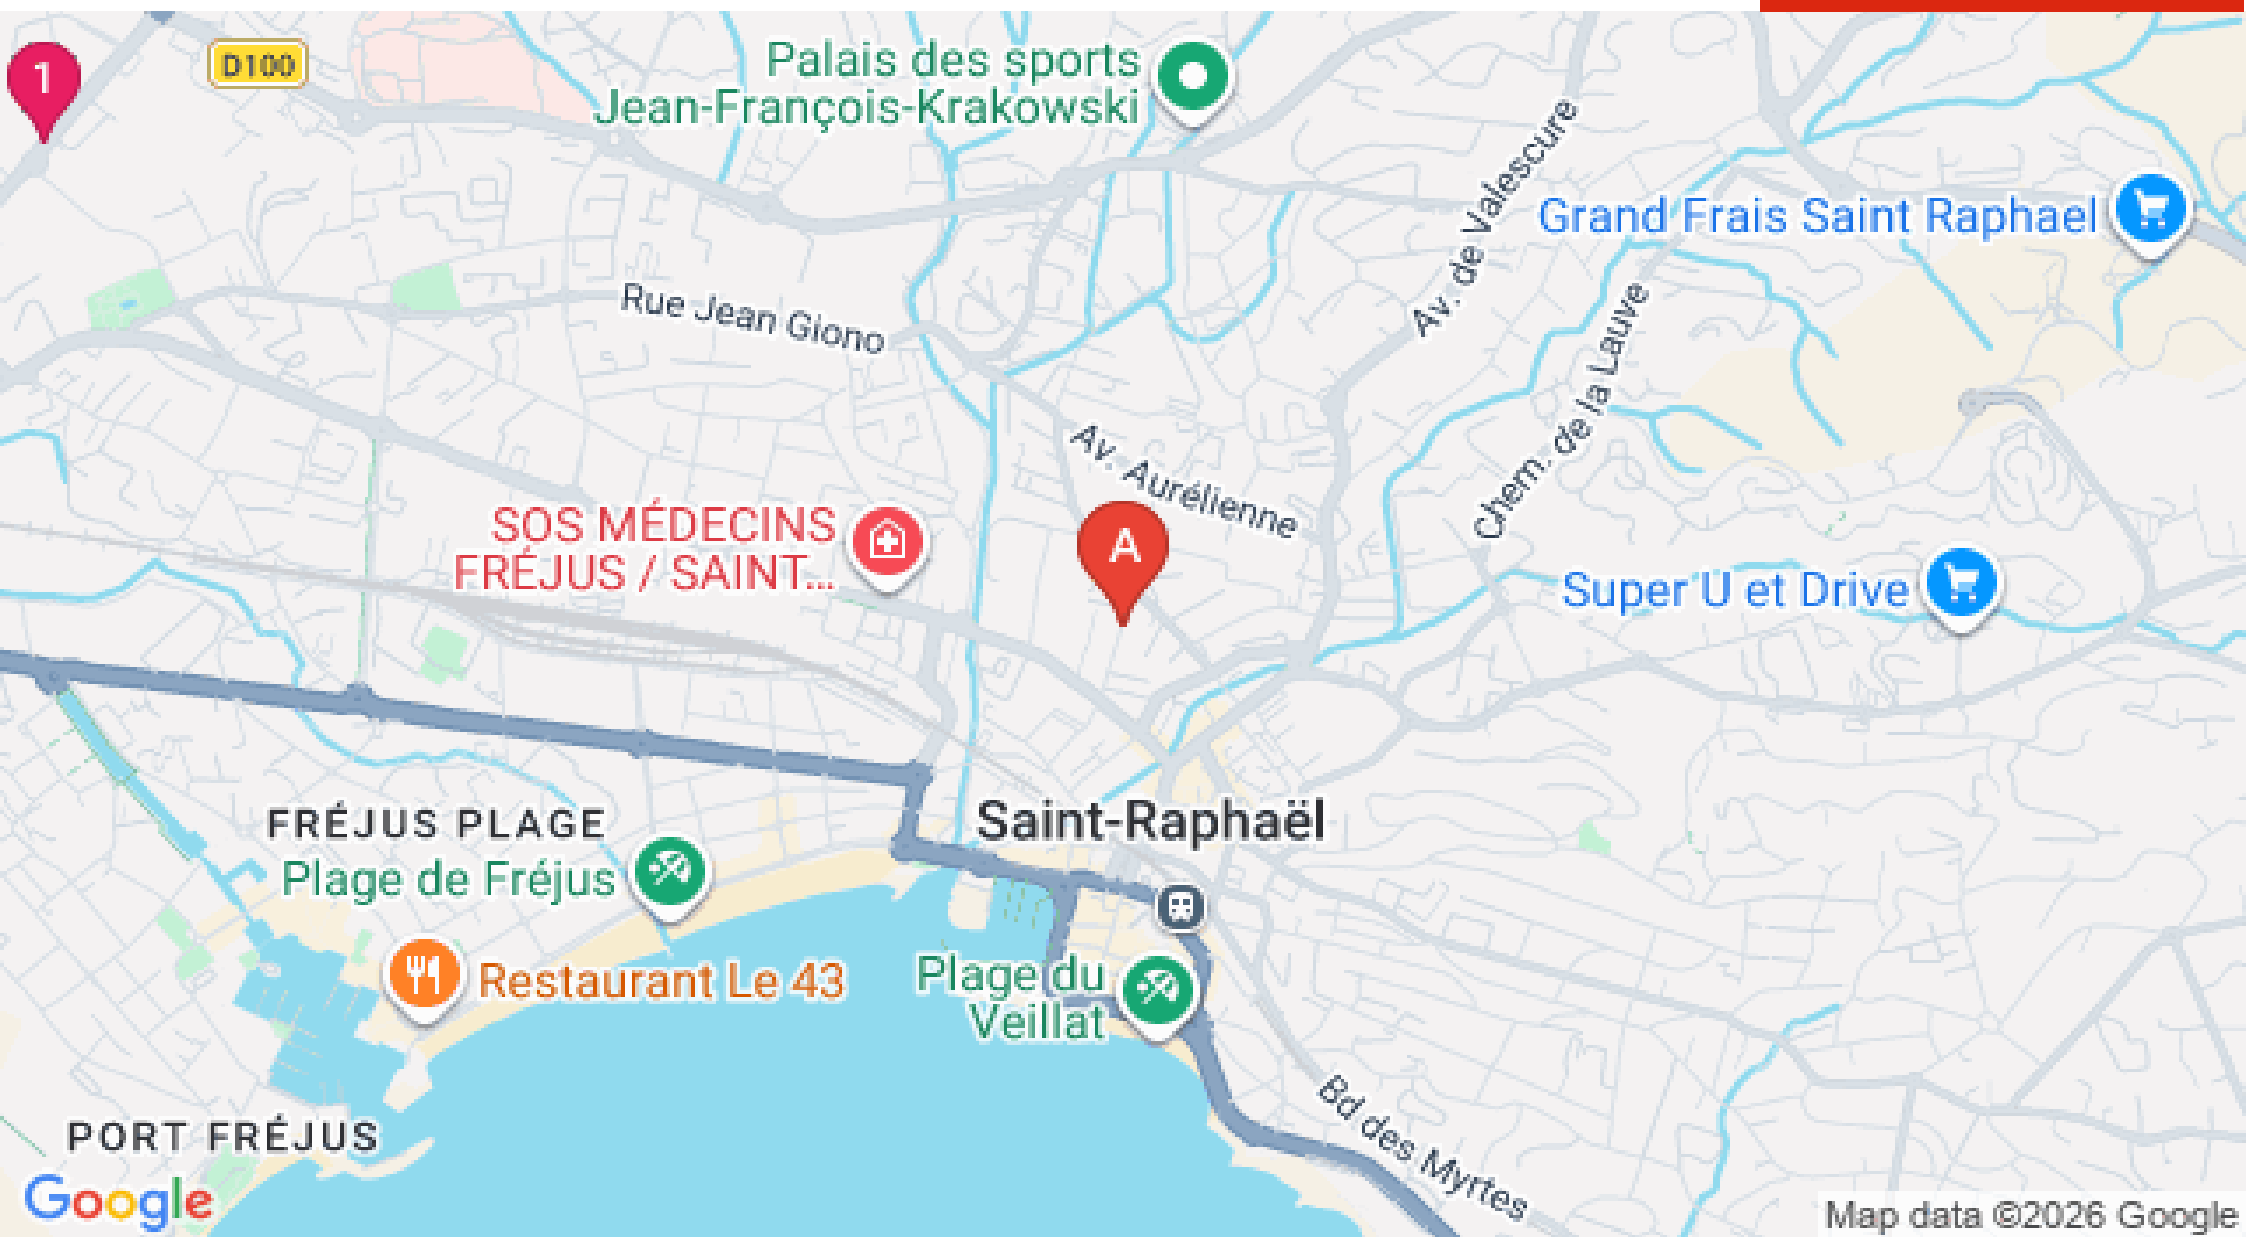 1
D100
Palais des sports
Jean-François-Krakowski
Av. de Valescure
Grand Frais Saint Raphael
Rue Jean Giono
Chem. de la Lauve
Av. Aurélienne
SOS MÉDECINS
FRÉJUS / SAINT...
A
Super U et Drive
FRÉJUS PLAGE
Plage de Fréjus
Saint-Raphaël
Restaurant Le 43
Plage du
Veillat
Bd des Myrtes
PORT FRÉJUS
Google
Map data ©2026 Google